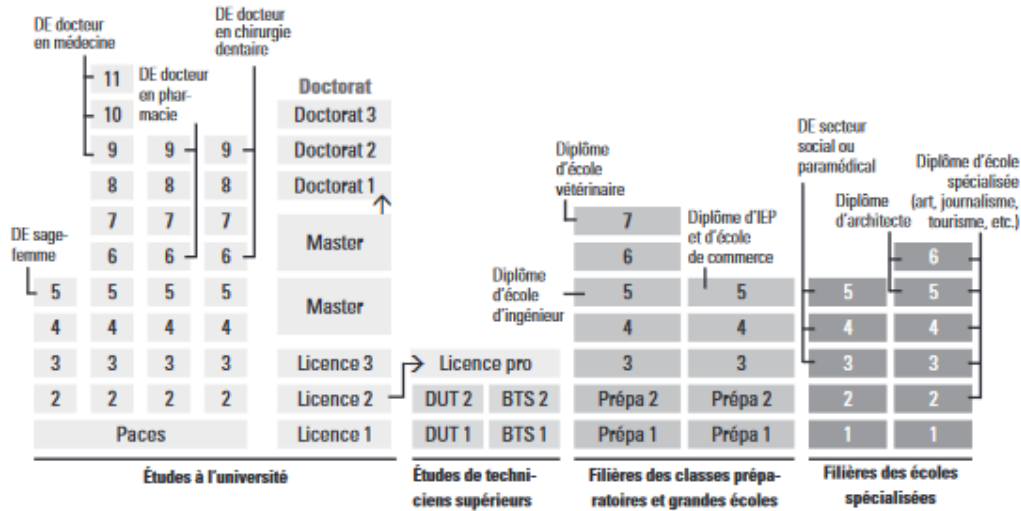 DE docteur
en médecine
DE docteur
en chirurgie
dentaire
DE docteur
en phar-
macie
DE sage-
femme
11
10
9 9 9
8 8 8
7 7 7
6 6 6
5 5 5 5
4 4 4 4
3 3 3 3
2 2 2 2
Paces
Doctorat
Doctorat 3
Doctorat 2
Doctorat 1
Master
Master
Licence 3
Licence 2
Licence 1
Études à l'université
Licence pro
DUT 2 BTS 2
DUT 1 BTS 1
Études de techni-
ciens supérieurs
Diplôme
d'école
vétérinaire
Diplôme
d'école
d'ingénieur
Diplôme d'IEP
et d'école
de commerce
7
6
5 5
4 4
3 3
Prépa 2 Prépa 2
Prépa 1 Prépa 1
Filières des classes prépa-
ratoires et grandes écoles
DE secteur
social ou
paramédical
Diplôme
d'architecte
Diplôme d'école
spécialisée
(art, journalisme,
tourisme, etc.)
6
5 5
4 4
3 3
2 2
1 1
Filières des écoles
spécialisées